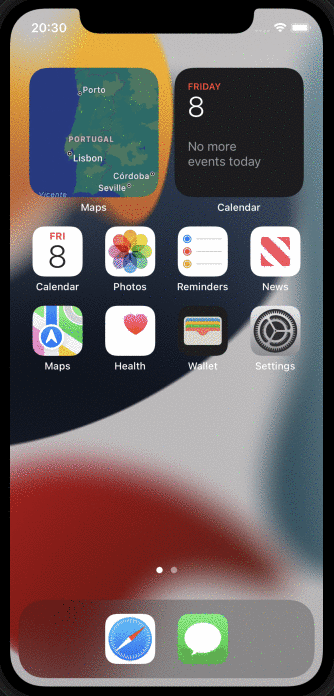 20:30
Porto
PORTUGAL
Lisbon
Córdoba
Seville
Vicente
Maps
FRIDAY
8
No more
events today
Calendar
FRI
8
Calendar
Photos
Reminders
News
Maps
Health
Wallet
Settings